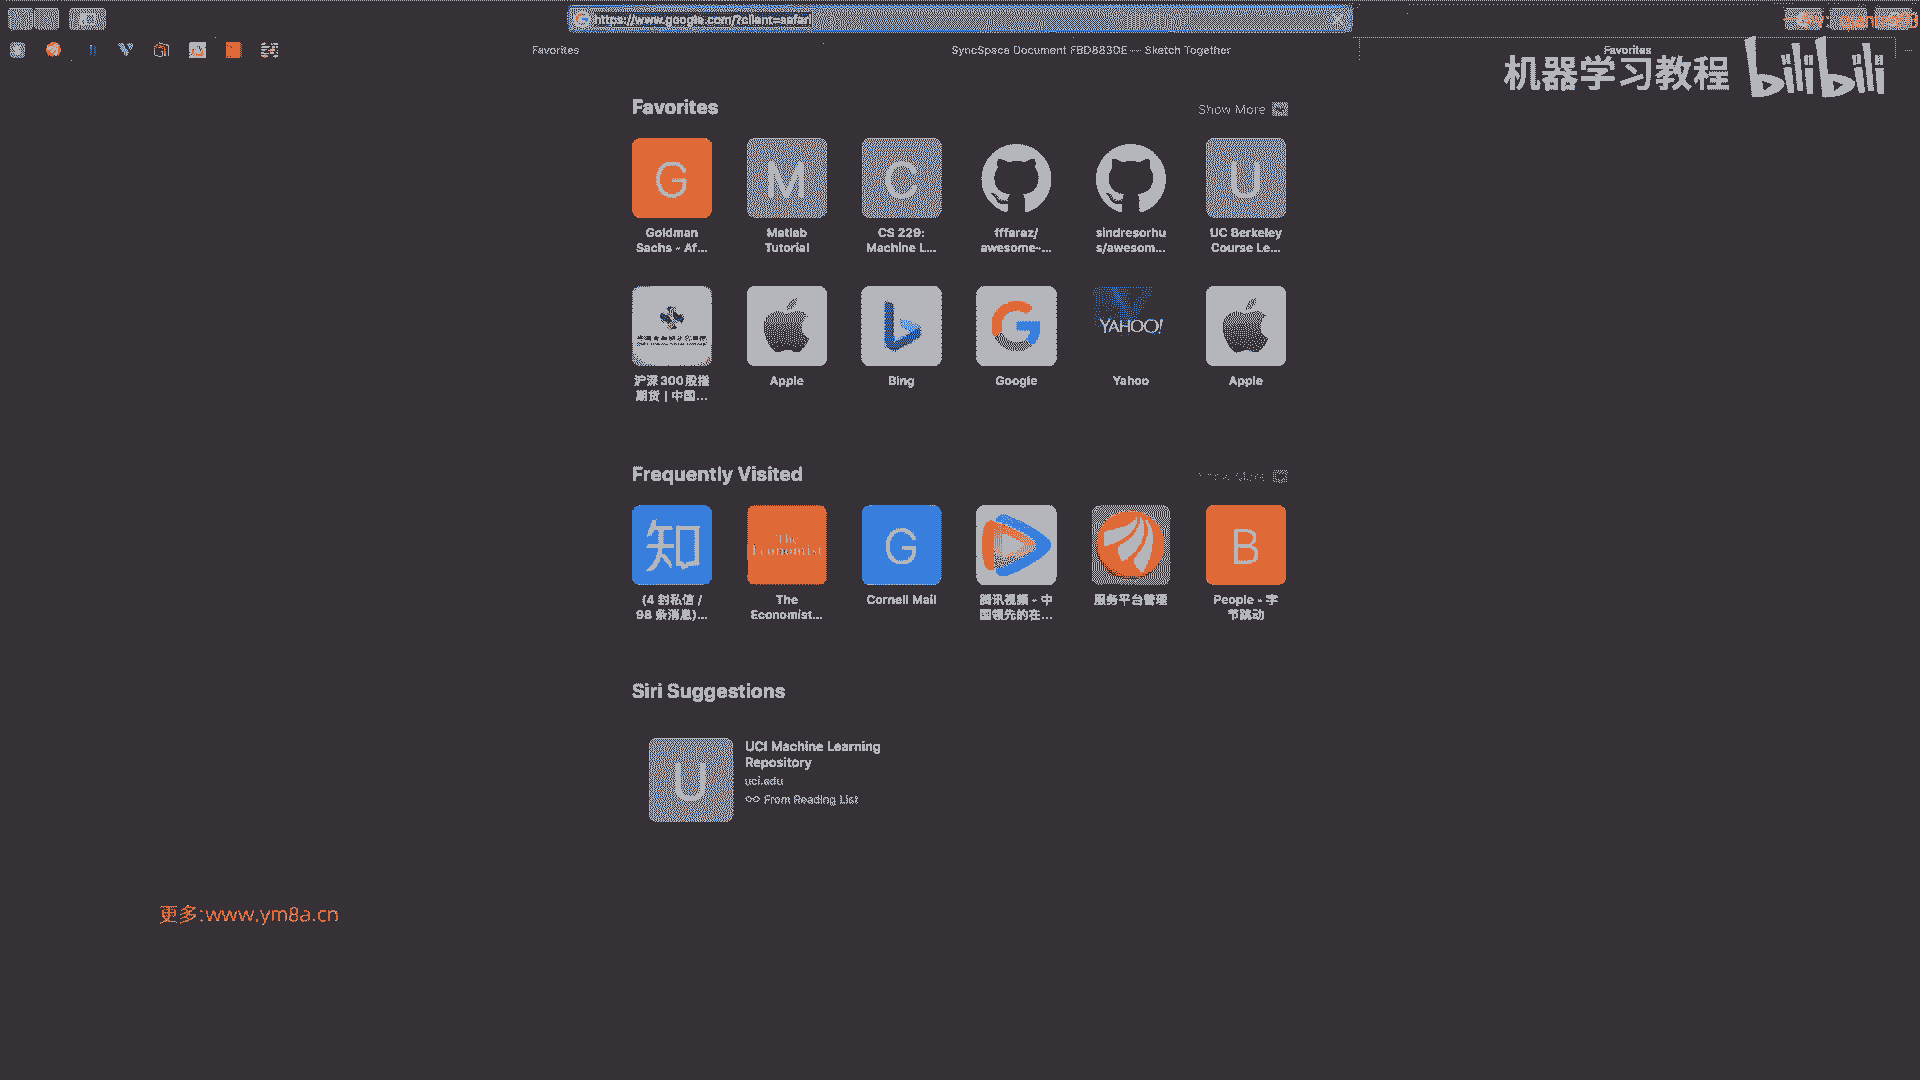 https://www.google.com/?client=safari
Favorites
SyncSpace Document FBD883DE — Sketch Together
Favorites
机器学习教程 bilibili
Favorites
Show More
G
M
C
U
Goldman
Sachs - Af...
Matlab
Tutorial
CS 229:
Machine L...
fffaraz/
awesome-...
sindresorhu
s/awesom...
UC Berkeley
Course Le...
YAHOO!
沪深 300 股指
期货 | 中国...
Apple
Bing
Google
Yahoo
Apple
Frequently Visited
Show More
知
The
Economist
G
B
(4 封私信 /
98 条消息)...
The
Economist...
Cornell Mail
腾讯视频 - 中
国领先的在...
服务平台管理
People - 字
节跳动
Siri Suggestions
U
UCI Machine Learning
Repository
uci.edu
From Reading List
更多:www.ym8a.cn